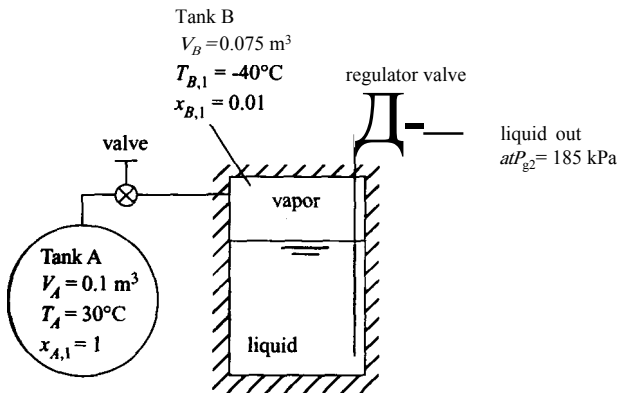 Tank B
V_B = 0.075 m³
T_B,1 = -40°C
x_B,1 = 0.01
regulator valve
liquid out
atP_g2 = 185 kPa
valve
vapor
Tank A
V_A = 0.1 m³
T_A = 30°C
x_A,1 = 1
liquid